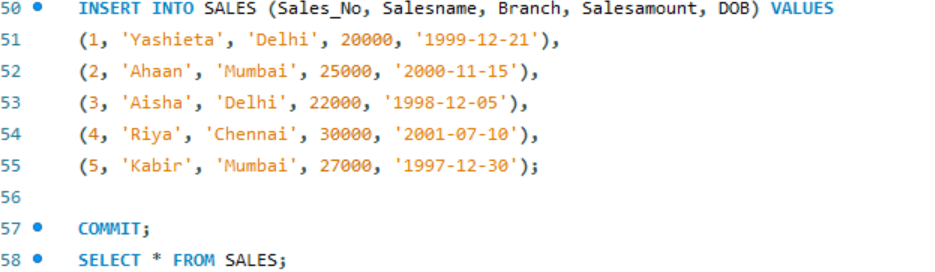 50 INSERT INTO SALES (Sales_No, Salesname, Branch, Salesamount, DOB) VALUES
51 (1, 'Yashieta', 'Delhi', 20000, '1999-12-21'),
52 (2, 'Ahaan', 'Mumbai', 25000, '2000-11-15'),
53 (3, 'Aisha', 'Delhi', 22000, '1998-12-05'),
54 (4, 'Riya', 'Chennai', 30000, '2001-07-10'),
55 (5, 'Kabir', 'Mumbai', 27000, '1997-12-30');
56
57 COMMIT;
58 SELECT * FROM SALES;